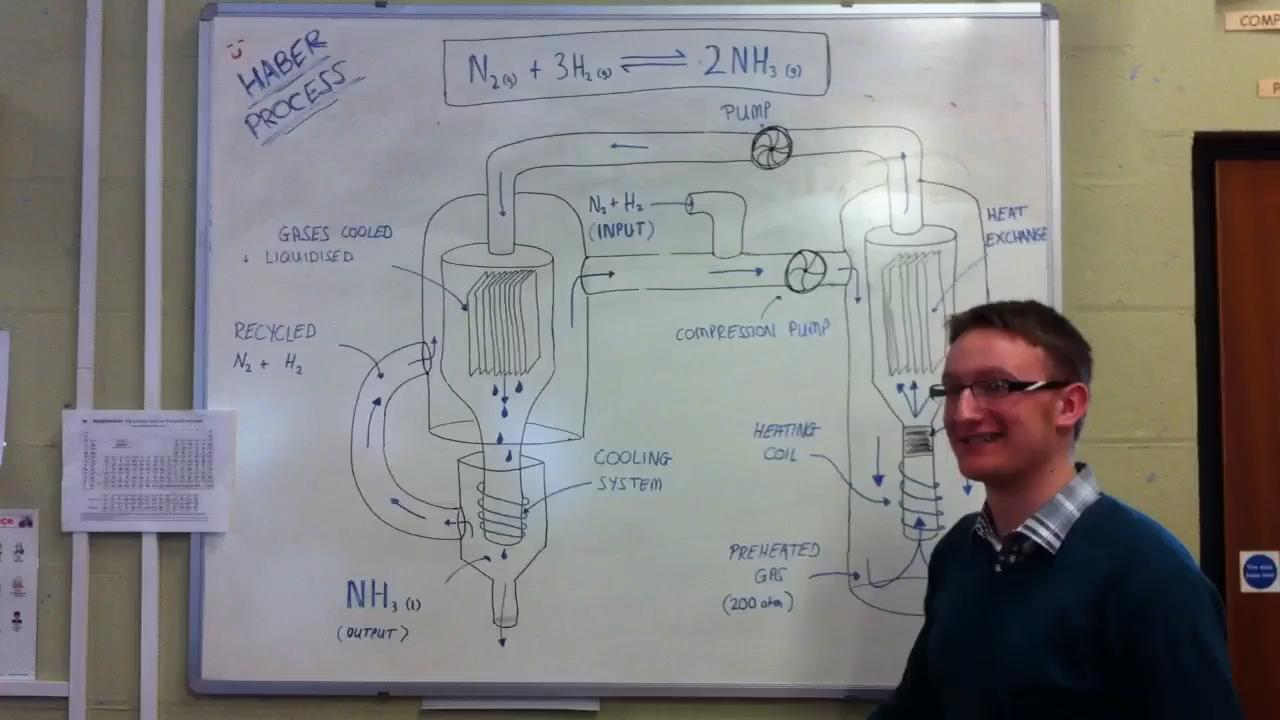 HABER
PROCESS
N₂(g) + 3H₂(g) ⇌ 2NH₃(g)
PUMP
N₂ + H₂
(INPUT)
GASES COOLED
+ LIQUIDISED
HEAT
EXCHANGE
COMPRESSION PUMP
RECYCLED
N₂ + H₂
HEATING
COIL
COOLING
SYSTEM
PREHEATED
GAS
(200 atm)
NH₃(l)
(OUTPUT)
COMP
P
ce